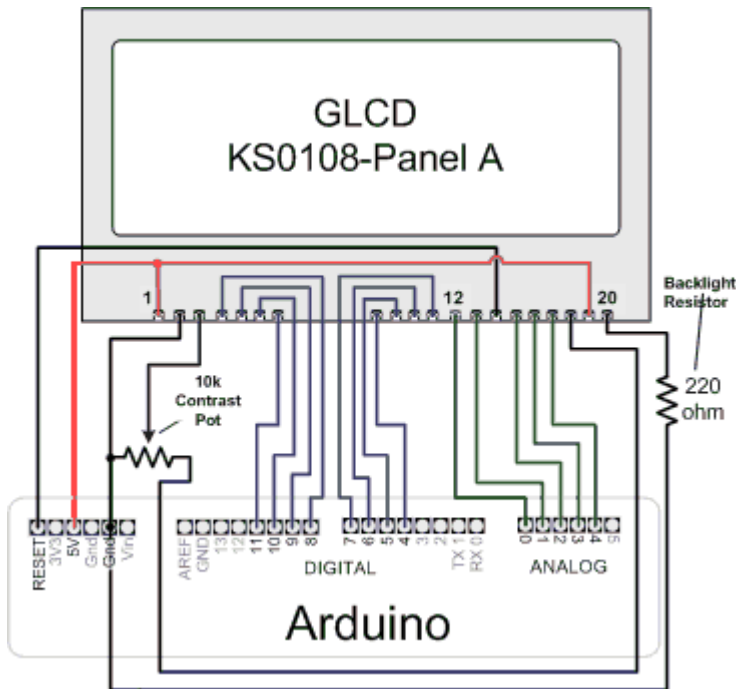 GLCD
KS0108-Panel A
1
12
20
Backlight
Resistor
10k
Contrast
Pot
220
ohm
RESET
3V3
5V
Gnd
Gnd
Vin
AREF
GND
13
12
11
10
9
8
7
6
5
4
3
2
TX 1
RX 0
0
1
2
3
4
5
DIGITAL
ANALOG
Arduino